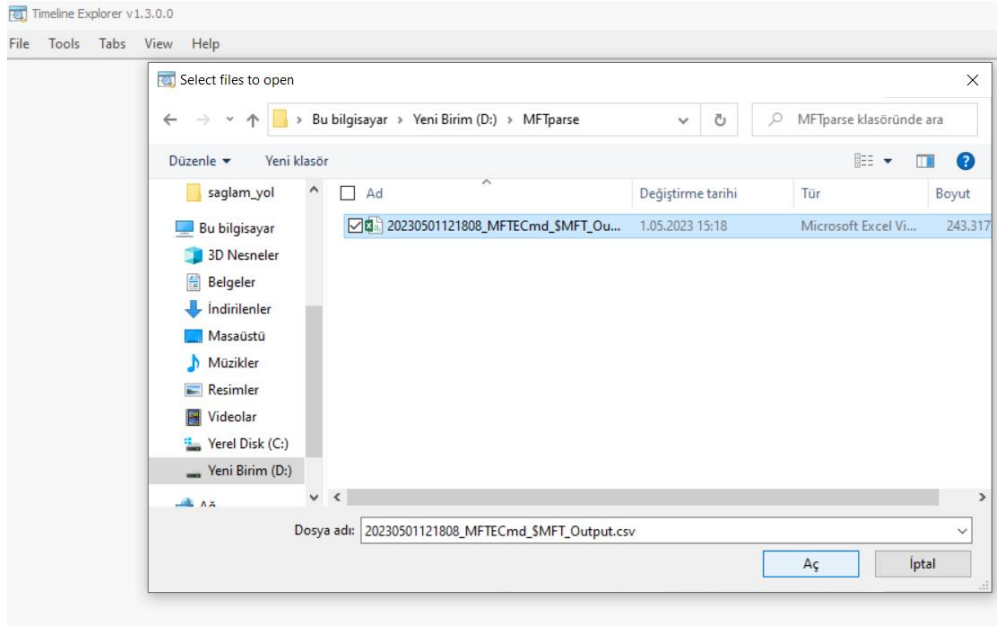 Timeline Explorer v1.3.0.0
File Tools Tabs View Help
Select files to open
Bu bilgisayar › Yeni Birim (D:) › MFTparse
MFTparse klasöründe ara
Düzenle Yeni klasör
saglam_yol
Bu bilgisayar
3D Nesneler
Belgeler
İndirilenler
Masaüstü
Müzikler
Resimler
Videolar
Yerel Disk (C:)
Yeni Birim (D:)
Ad Değiştirme tarihi Tür Boyut
20230501121808_MFTECmd_$MFT_Ou... 1.05.2023 15:18 Microsoft Excel Vi... 243.317
Dosya adı: 20230501121808_MFTECmd_$MFT_Output.csv
Aç İptal